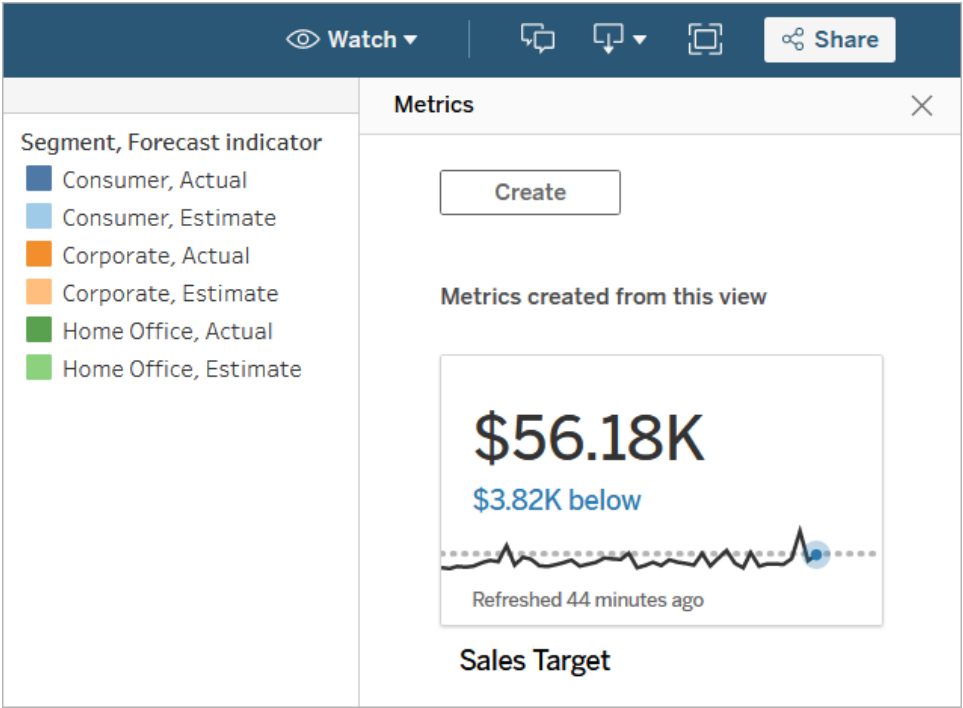 Watch
Share
Metrics
Segment, Forecast indicator
Consumer, Actual
Consumer, Estimate
Corporate, Actual
Corporate, Estimate
Home Office, Actual
Home Office, Estimate
Create
Metrics created from this view
$56.18K
$3.82K below
Refreshed 44 minutes ago
Sales Target